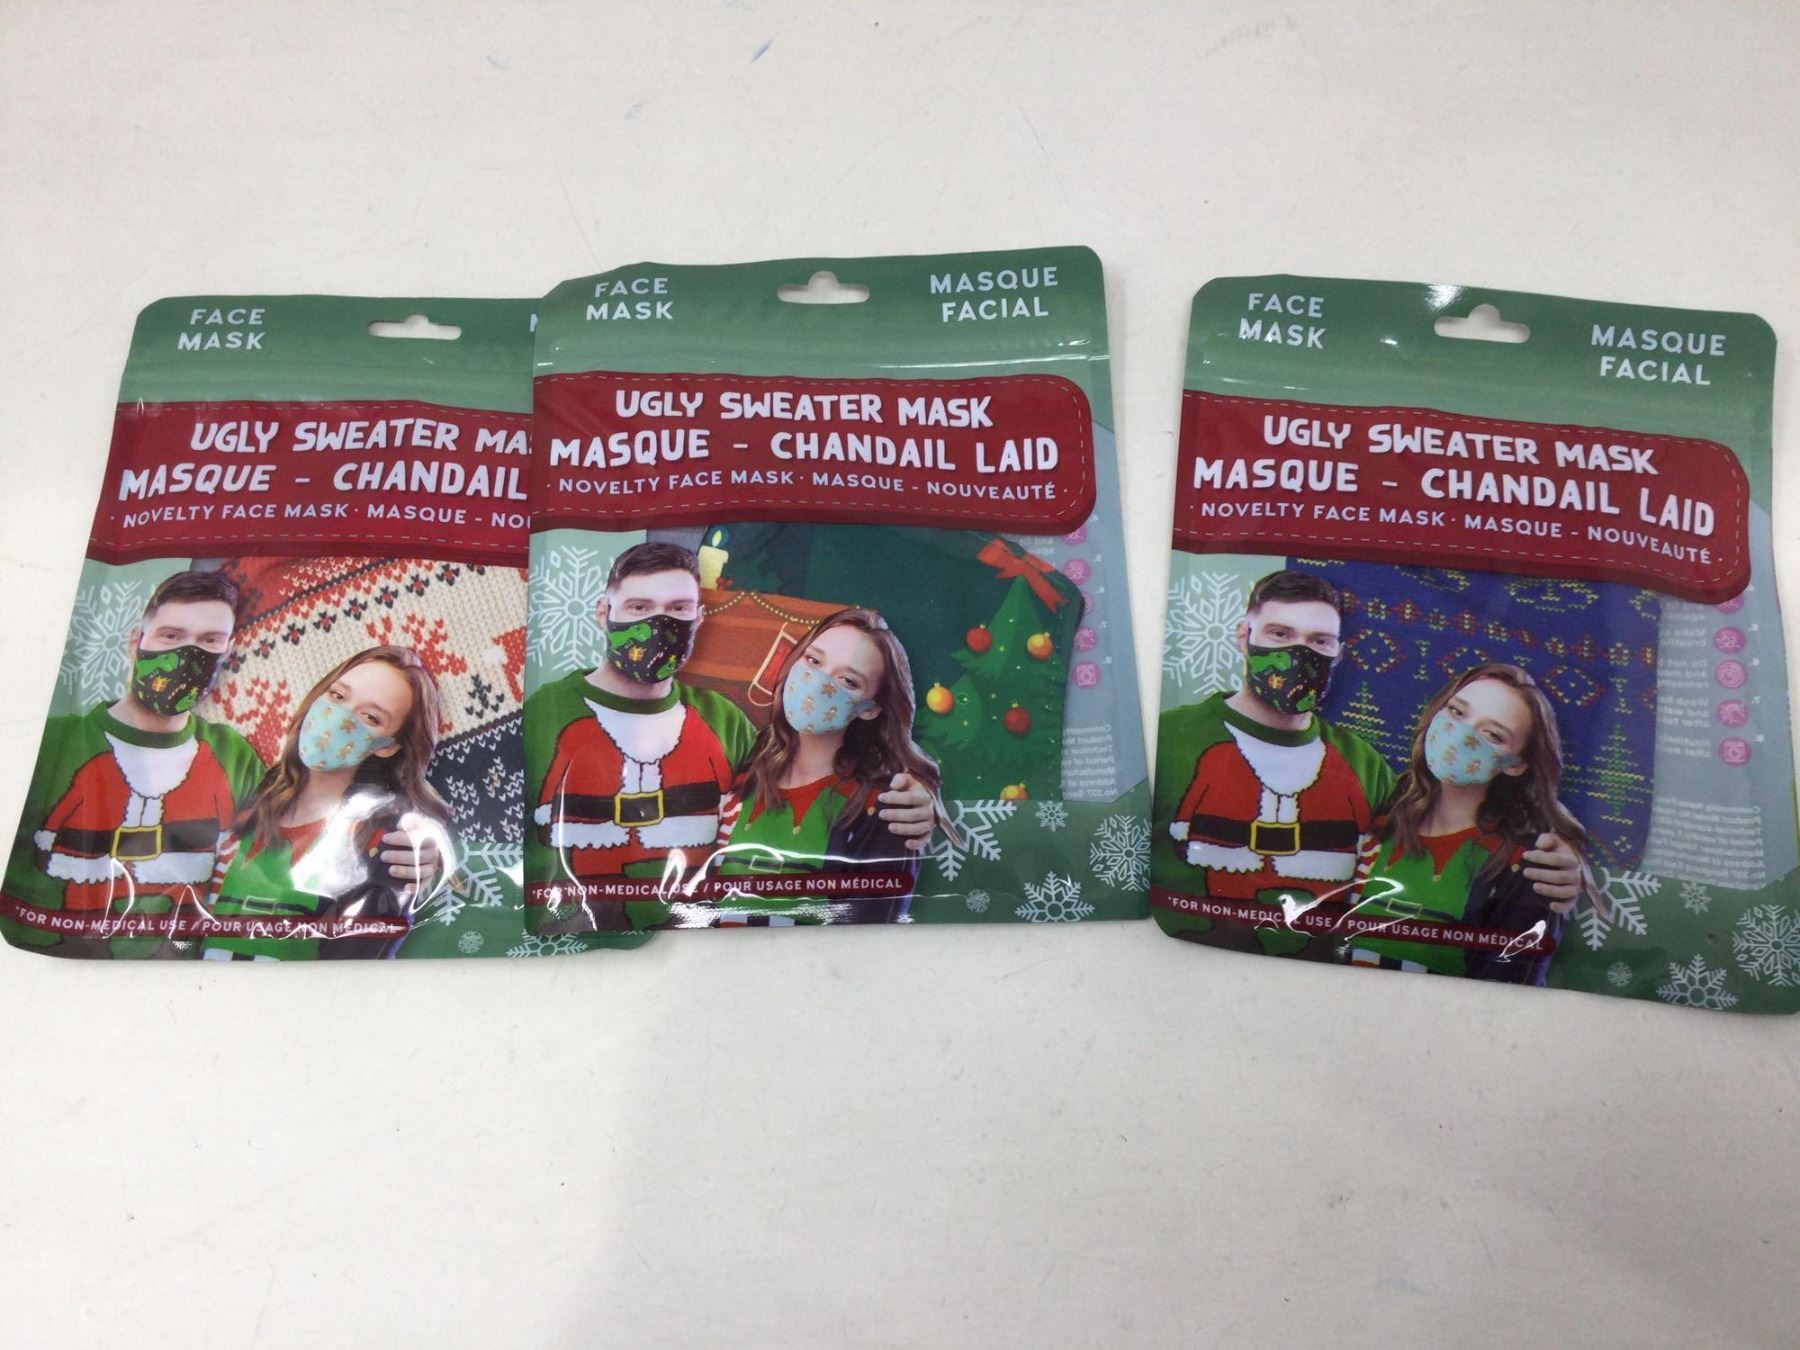 FACE
MASK
UGLY SWEATER MA
MASQUE - CHANDAIL
· NOVELTY FACE MASK · MASQUE - NOU
*FOR NON-MEDICAL USE / POUR USAGE NON MÉDICAL
FACE
MASK
MASQUE
FACIAL
UGLY SWEATER MASK
MASQUE - CHANDAIL LAID
· NOVELTY FACE MASK · MASQUE - NOUVEAUTÉ ·
*FOR NON-MEDICAL USE / POUR USAGE NON MÉDICAL
FACE
MASK
MASQUE
FACIAL
UGLY SWEATER MASK
MASQUE - CHANDAIL LAID
· NOVELTY FACE MASK · MASQUE - NOUVEAUTÉ ·
*FOR NON-MEDICAL USE / POUR USAGE NON MÉDICAL